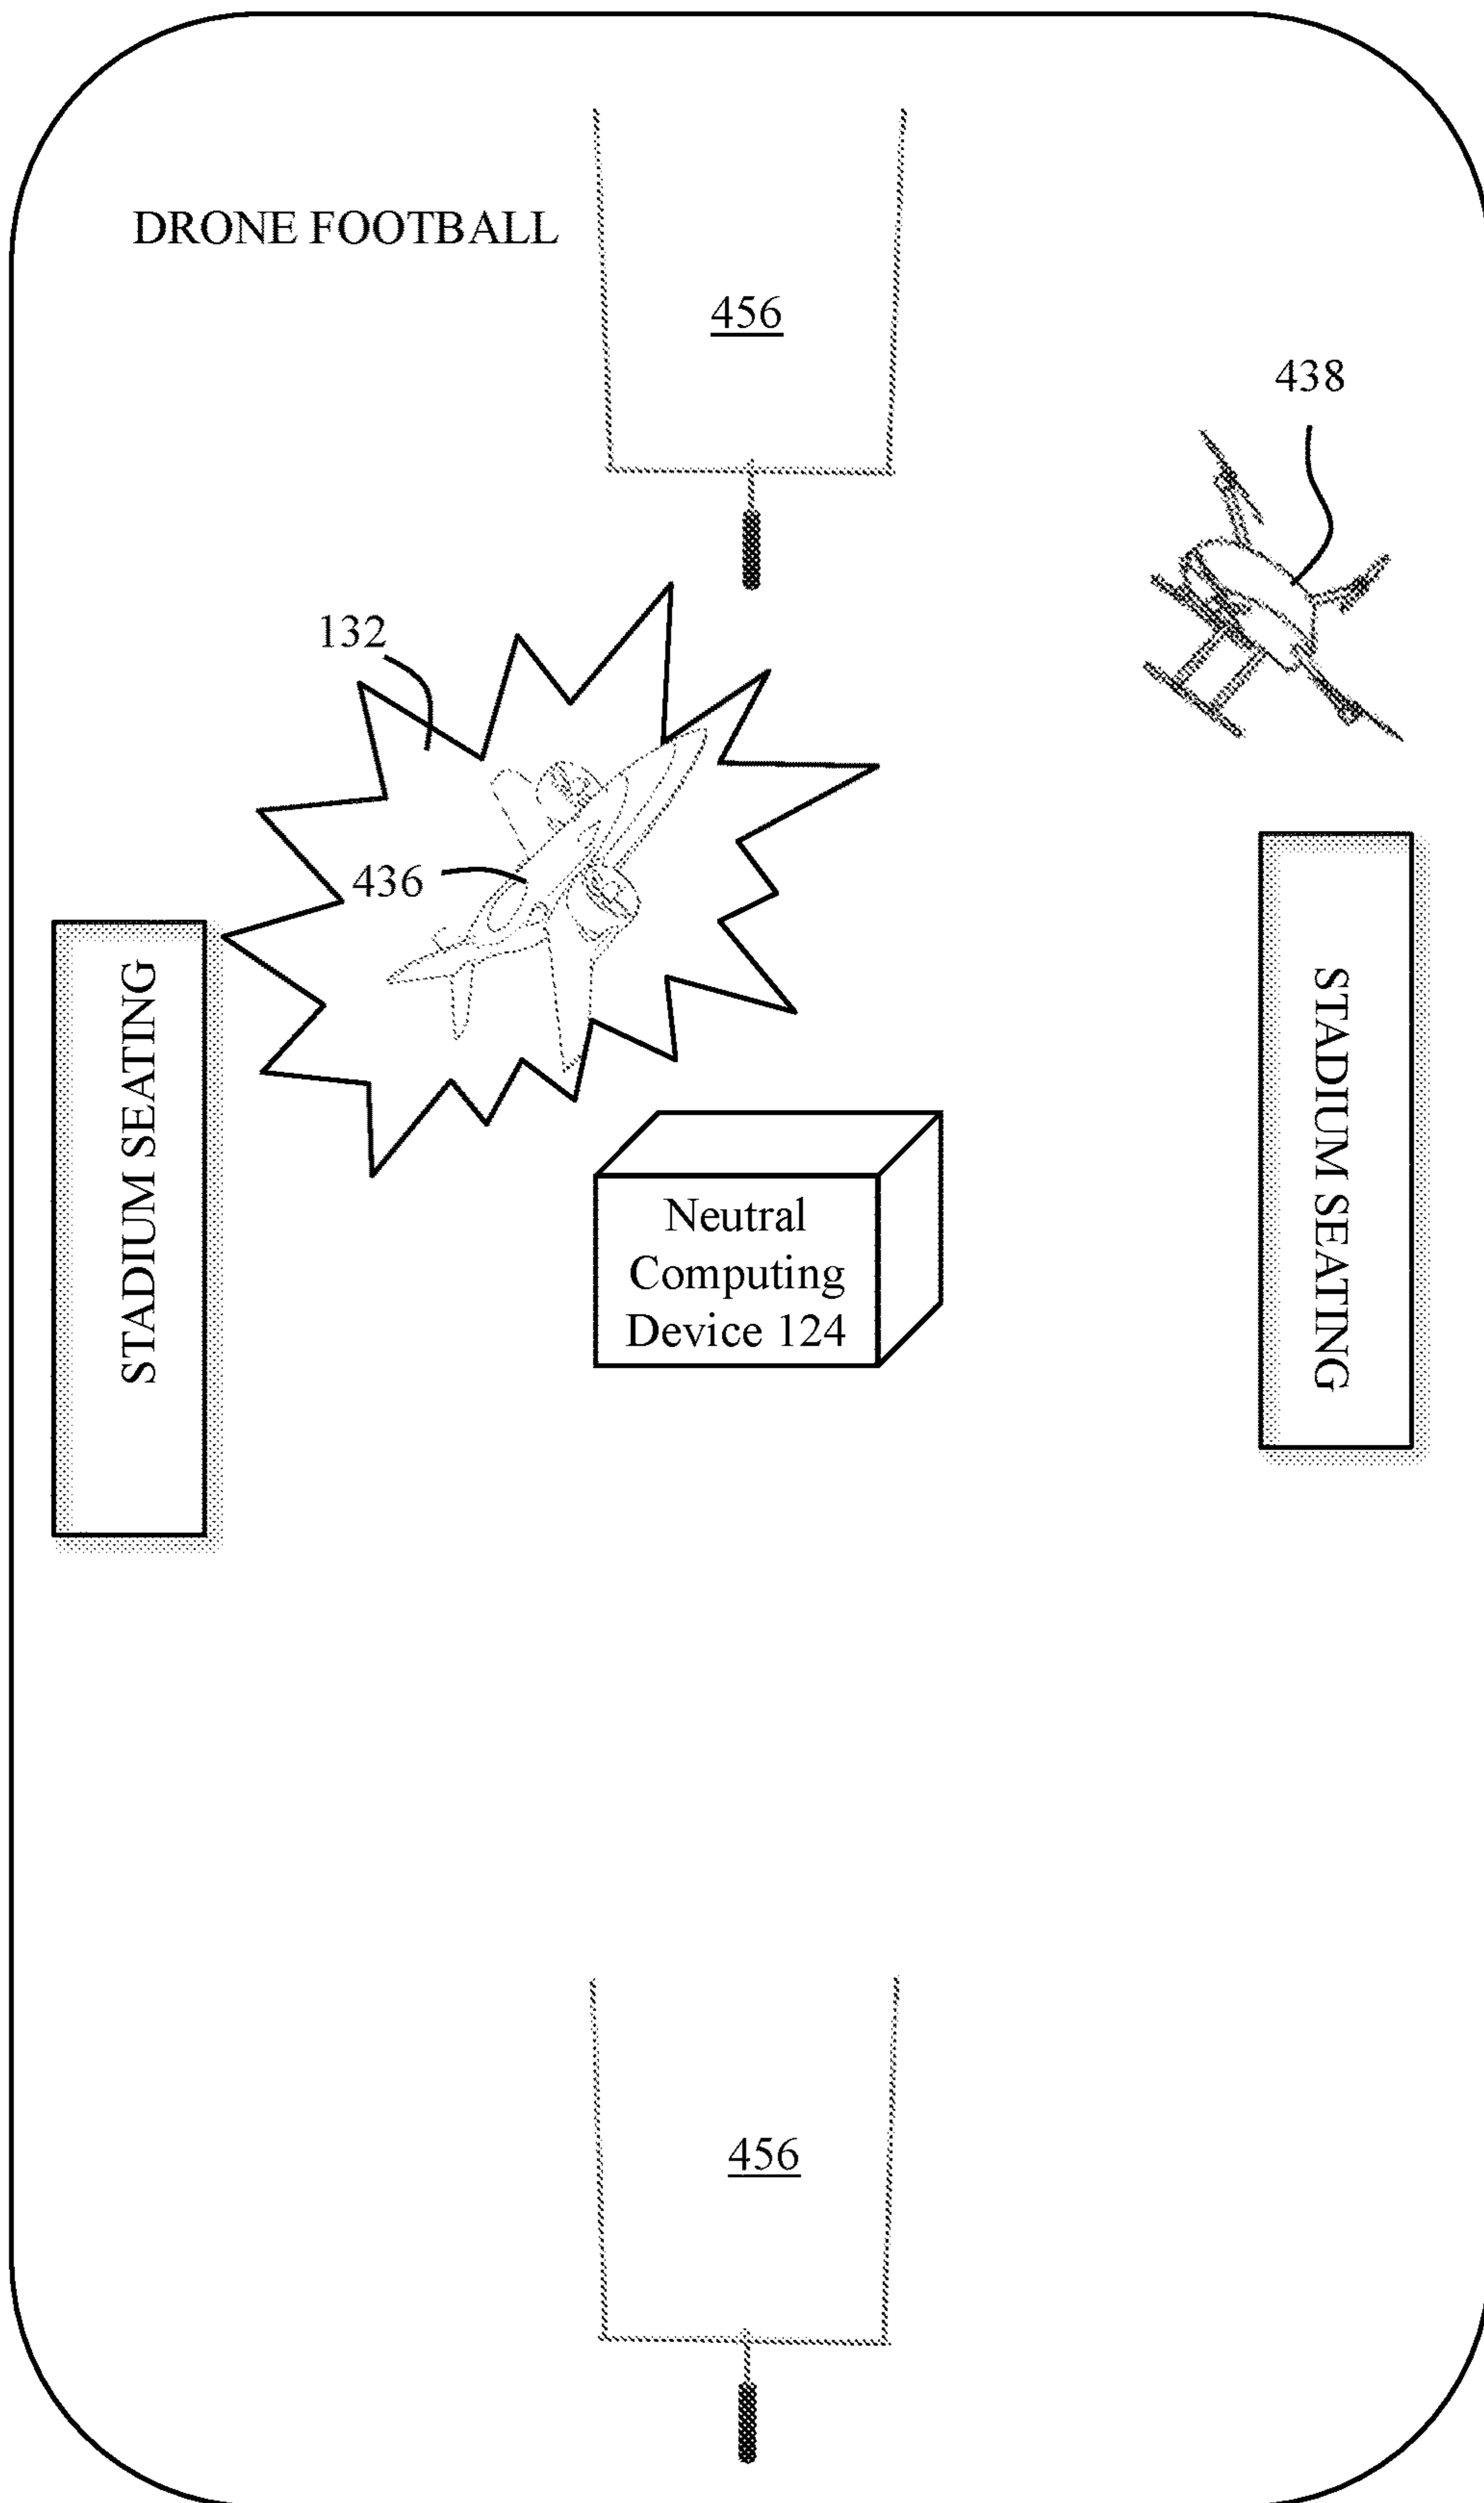 DRONE FOOTBALL
456
438
132
436
STADIUM SEATING
STADIUM SEATING
Neutral
Computing
Device 124
456